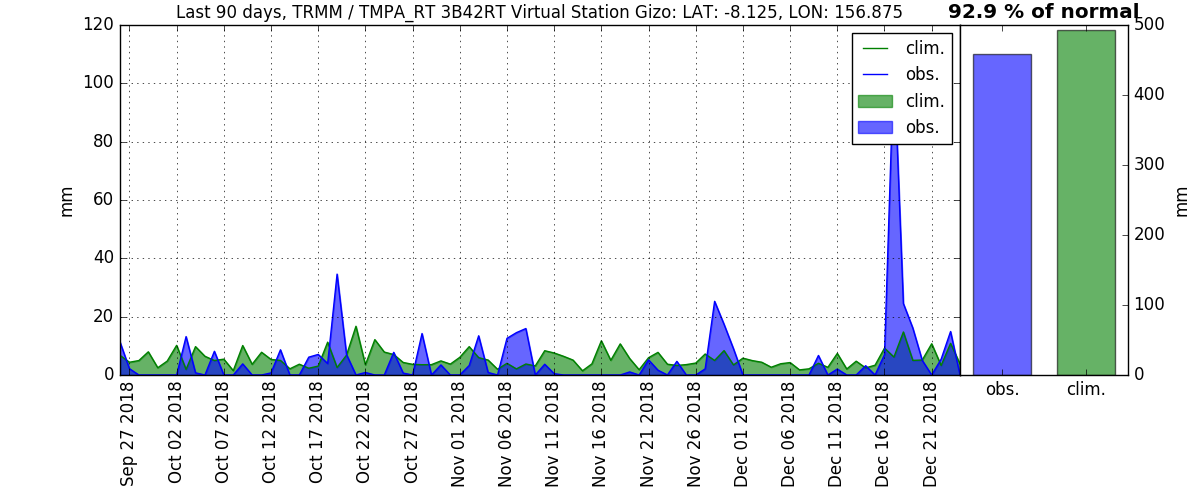 Last 90 days, TRMM / TMPA_RT 3B42RT Virtual Station Gizo: LAT: -8.125, LON: 156.875
92.9 % of normal
120
100
80
60
40
20
0
mm
clim.
obs.
clim.
obs.
500
400
300
200
100
0
mm
obs.
clim.
Sep 27 2018
Oct 02 2018
Oct 07 2018
Oct 12 2018
Oct 17 2018
Oct 22 2018
Oct 27 2018
Nov 01 2018
Nov 06 2018
Nov 11 2018
Nov 16 2018
Nov 21 2018
Nov 26 2018
Dec 01 2018
Dec 06 2018
Dec 11 2018
Dec 16 2018
Dec 21 2018